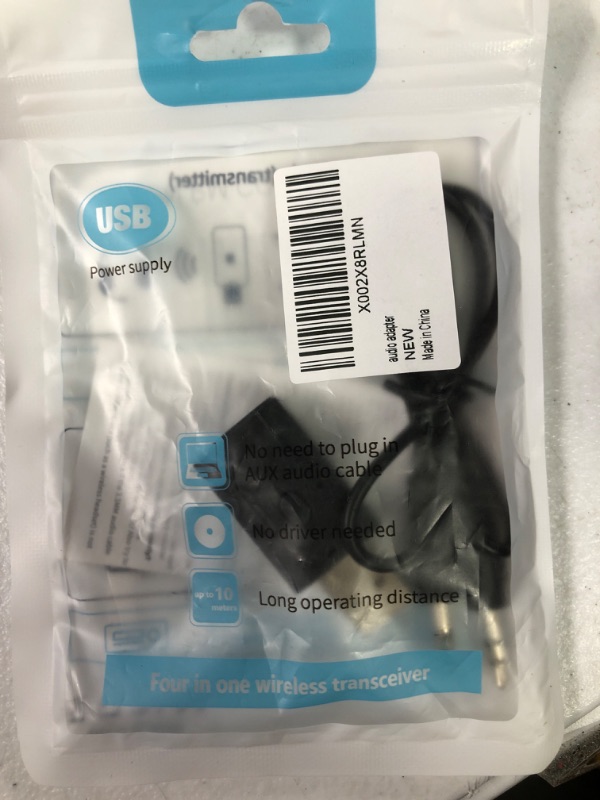 (transmitter)
USB
Power supply
X002X8RLMN
audio adapter
NEW
Made in China
No need to plug in
AUX audio cable
No driver needed
up to 10
meters
Long operating distance
Four in one wireless transceiver